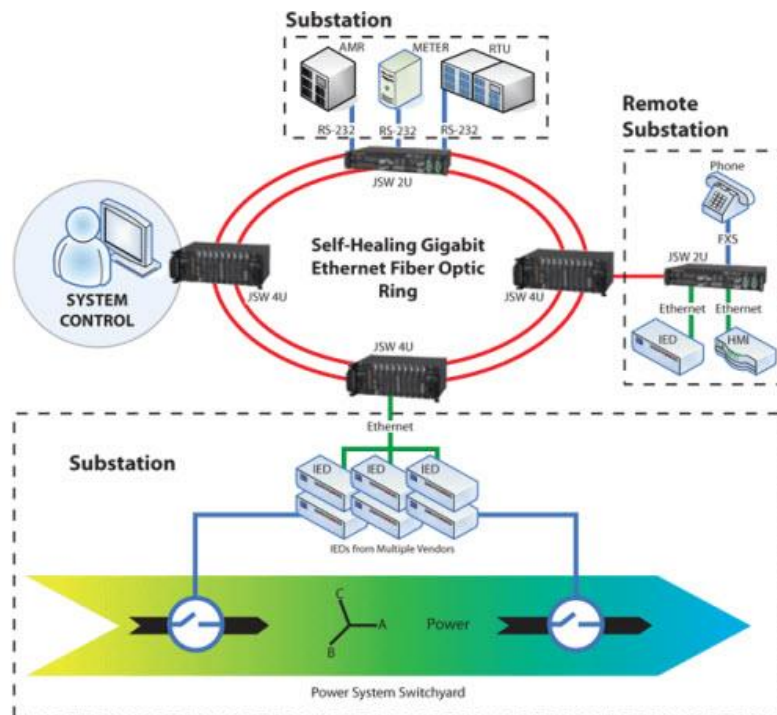 Substation
AMR
METER
RTU
RS-232
RS-232
RS-232
JSW 2U
Remote
Substation
Phone
FXS
JSW 2U
Ethernet
Ethernet
IED
HMI
Self-Healing Gigabit
Ethernet Fiber Optic
Ring
SYSTEM
CONTROL
JSW 4U
JSW 4U
JSW 4U
Ethernet
Substation
IED
IED
IED
IEDs from Multiple Vendors
C
A
B
Power
Power System Switchyard